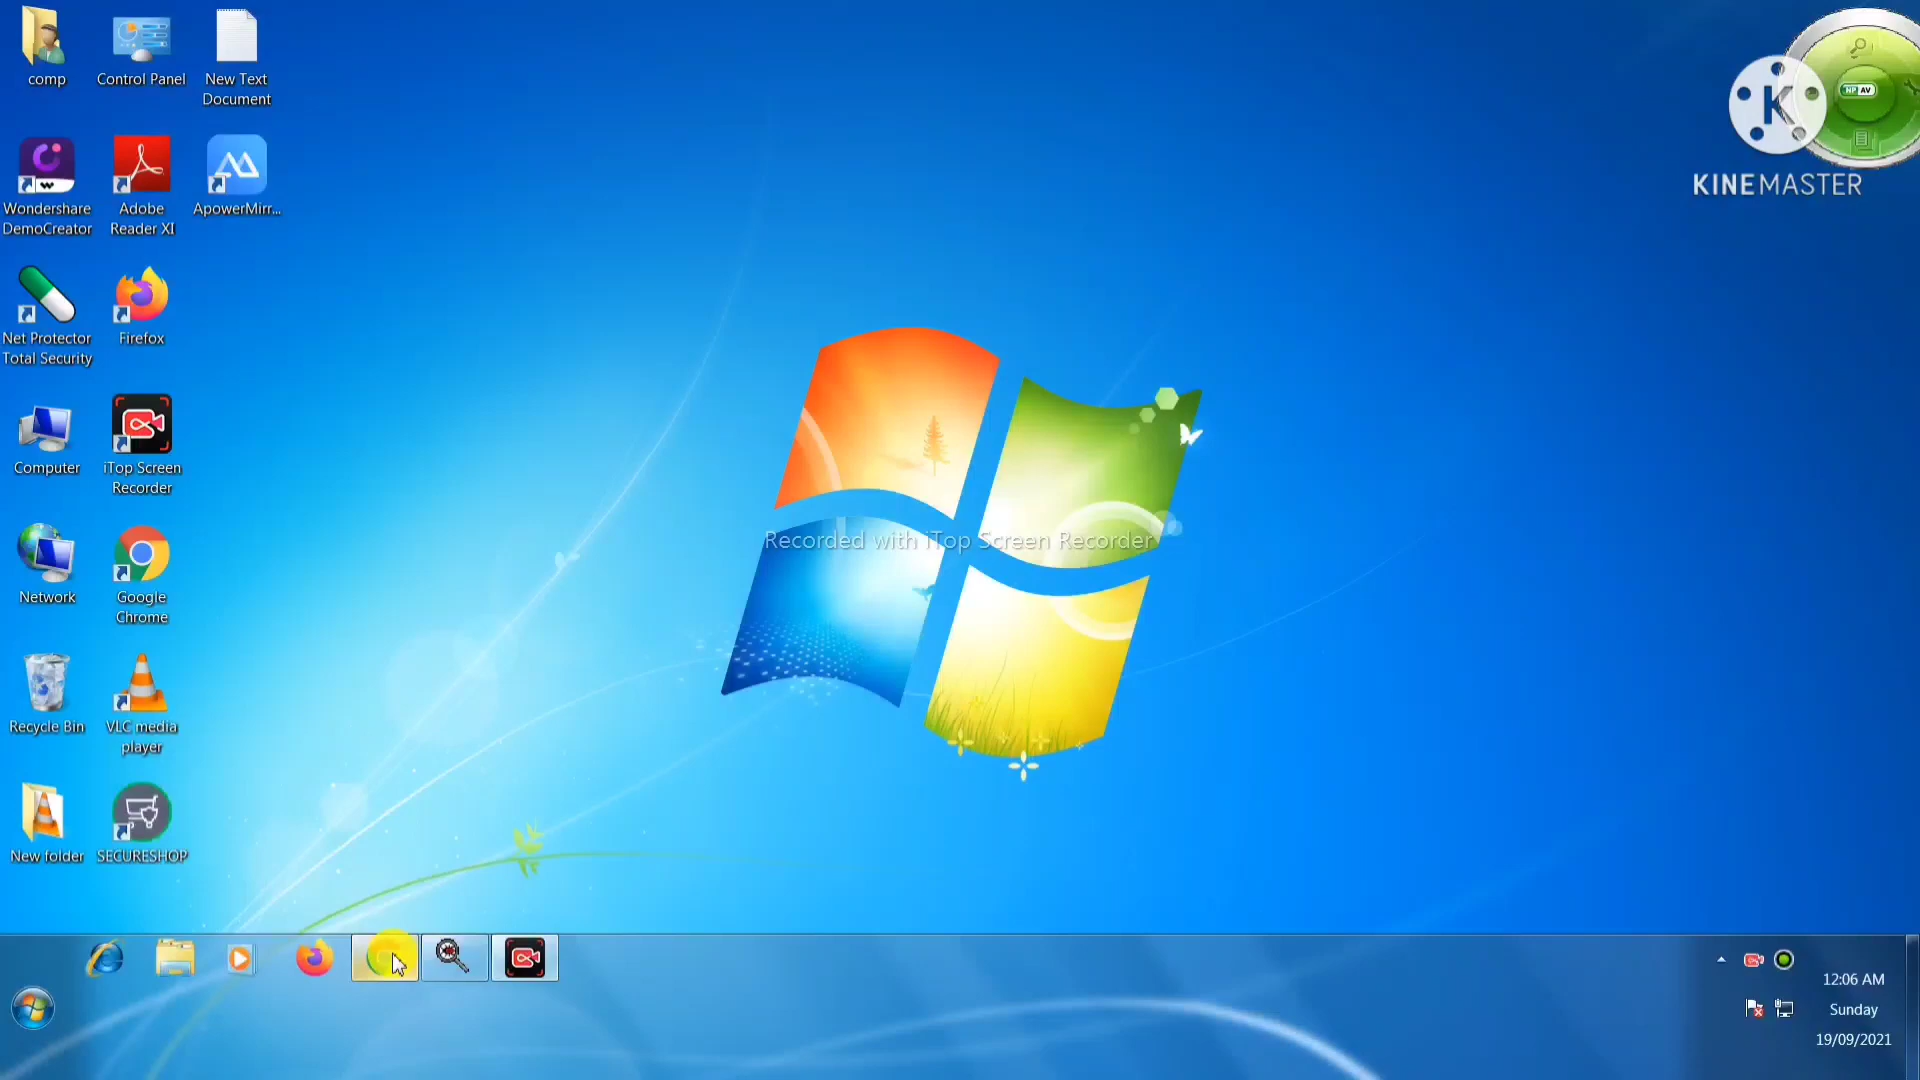 comp
Control Panel
New Text
Document
Wondershare
DemoCreator
Adobe
Reader XI
ApowerMirr...
Net Protector
Total Security
Firefox
Computer
iTop Screen
Recorder
Network
Google
Chrome
Recycle Bin
VLC media
player
New folder
SECURESHOP
NP AV
K
KINEMASTER
Recorded with iTop Screen Recorder
12:06 AM
Sunday
19/09/2021